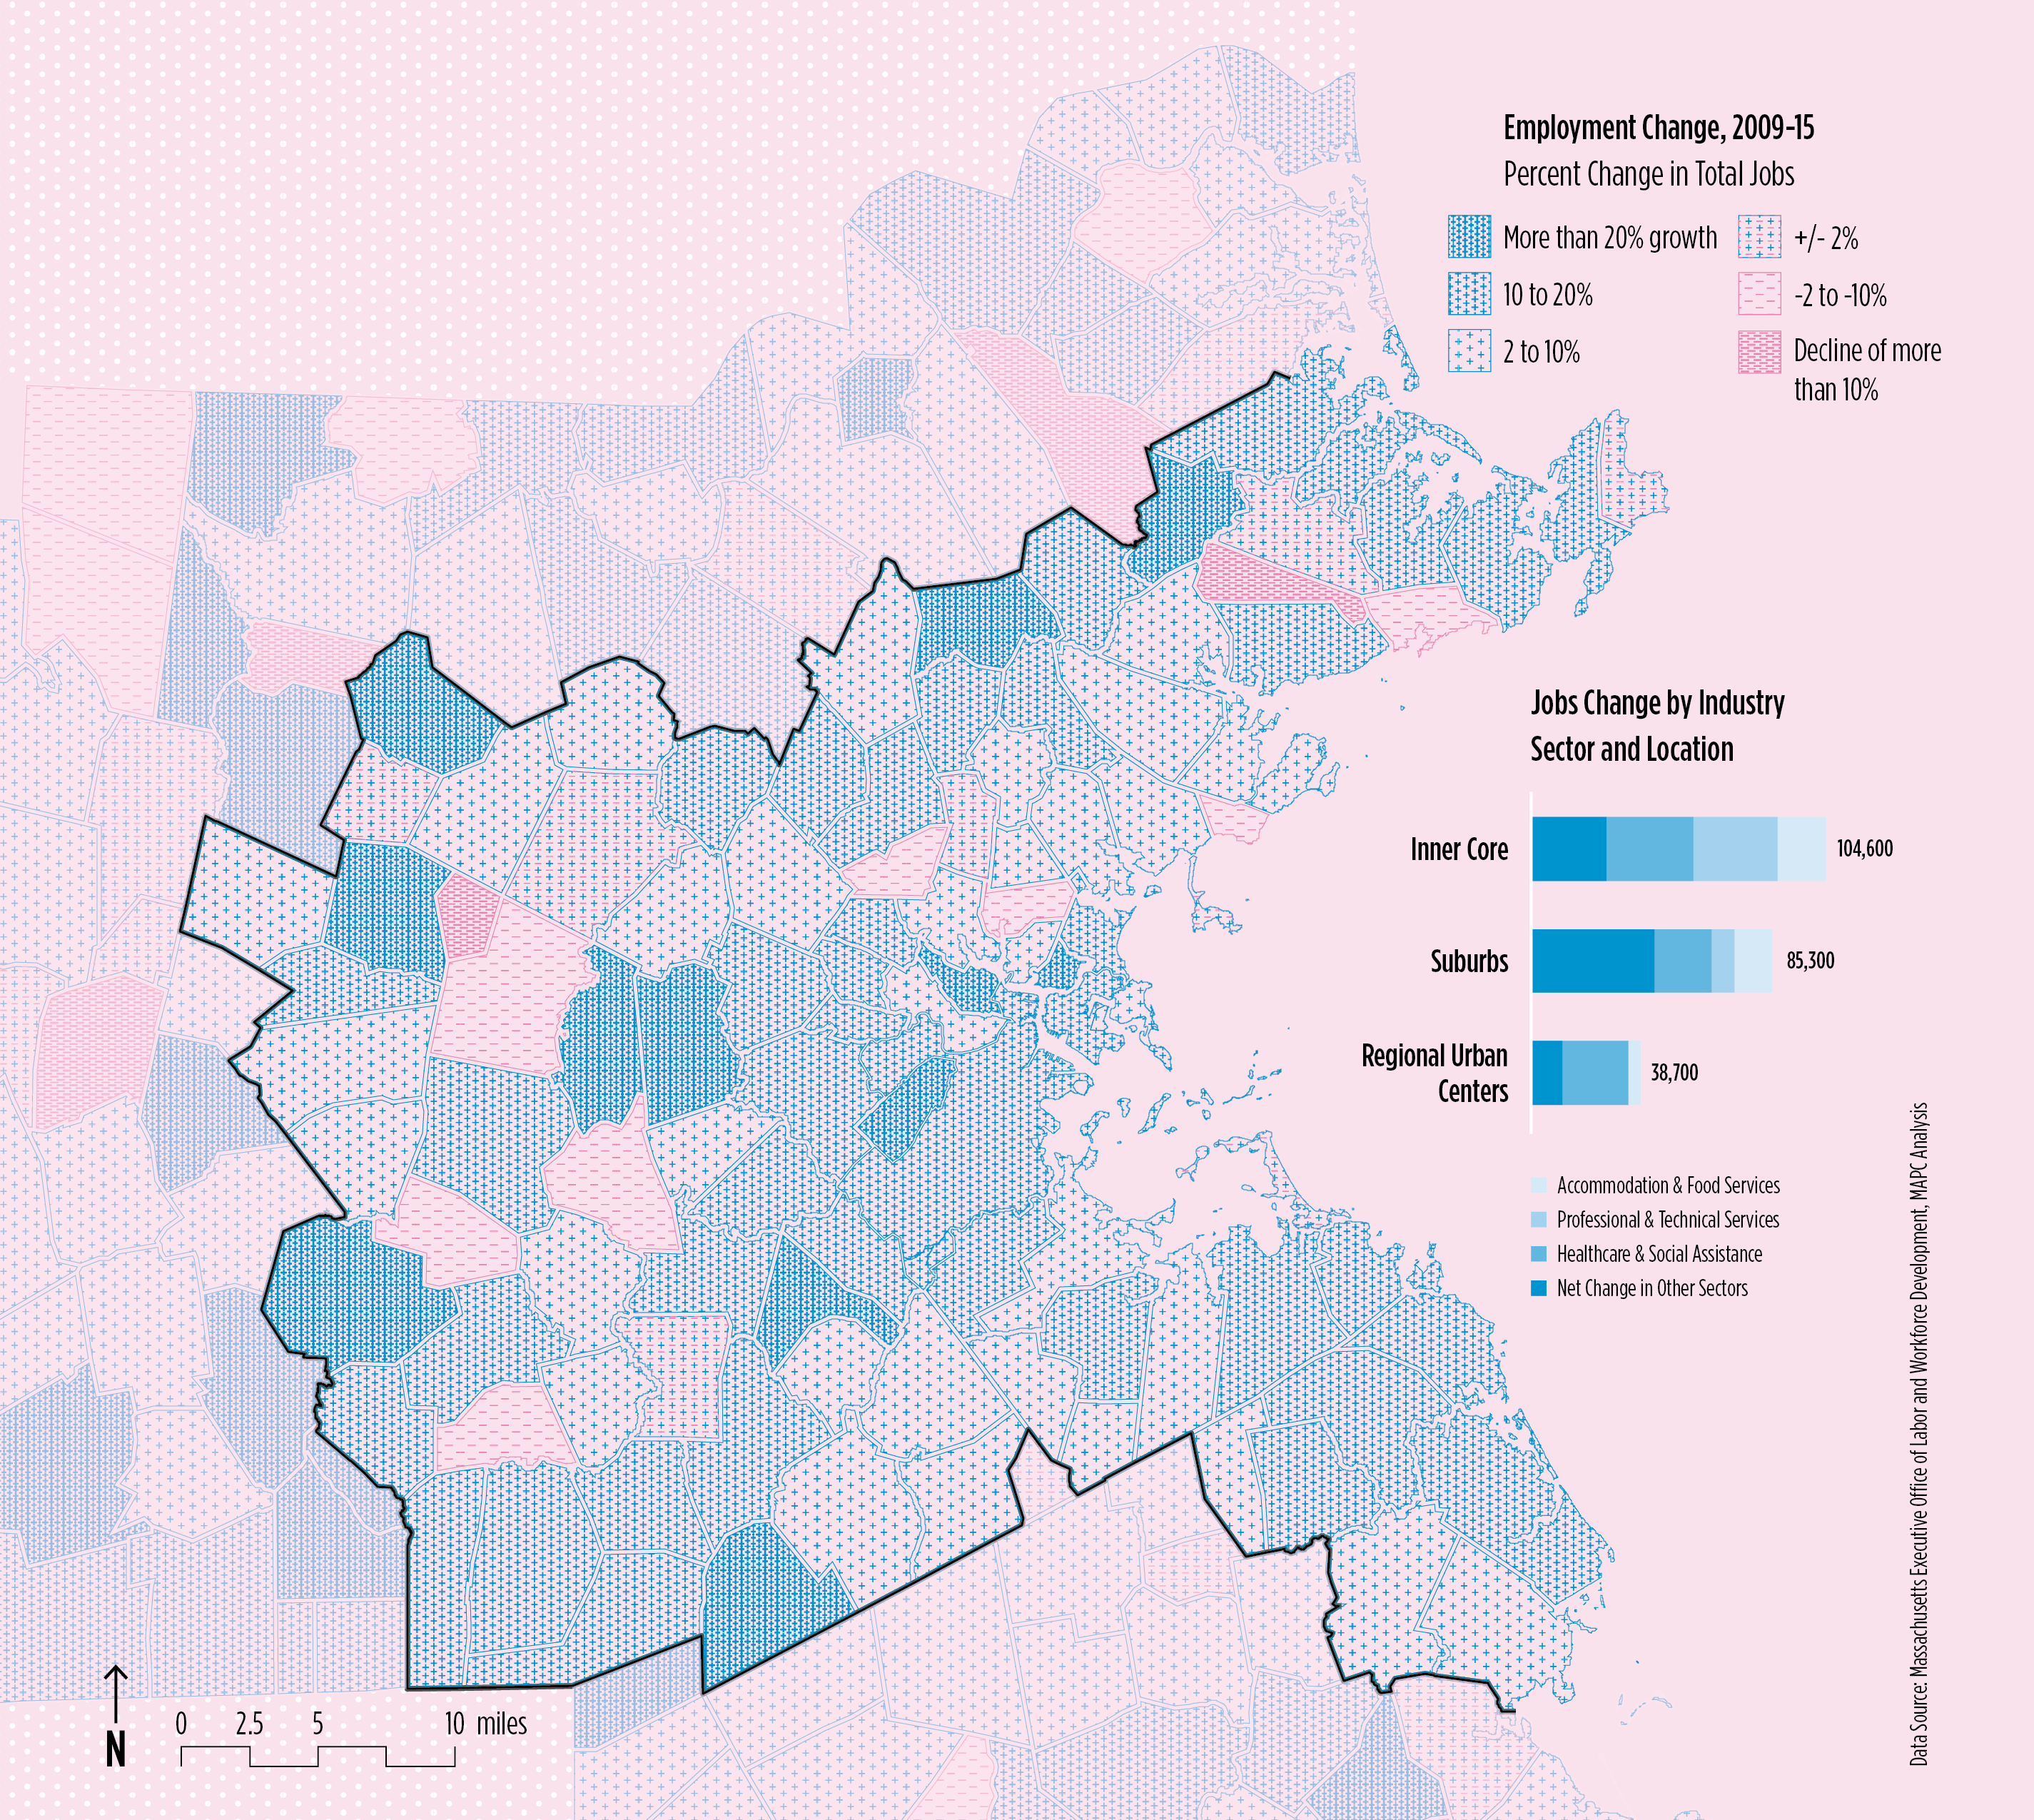 Employment Change, 2009-15
Percent Change in Total Jobs
More than 20% growth
10 to 20%
2 to 10%
+/- 2%
-2 to -10%
Decline of more
than 10%
Jobs Change by Industry
Sector and Location
Inner Core
104,600
Suburbs
85,300
Regional Urban
Centers
38,700
Accommodation & Food Services
Professional & Technical Services
Healthcare & Social Assistance
Net Change in Other Sectors
Data Source: Massachusetts Executive Office of Labor and Workforce Development, MAPC Analysis
N
0 2.5 5 10 miles